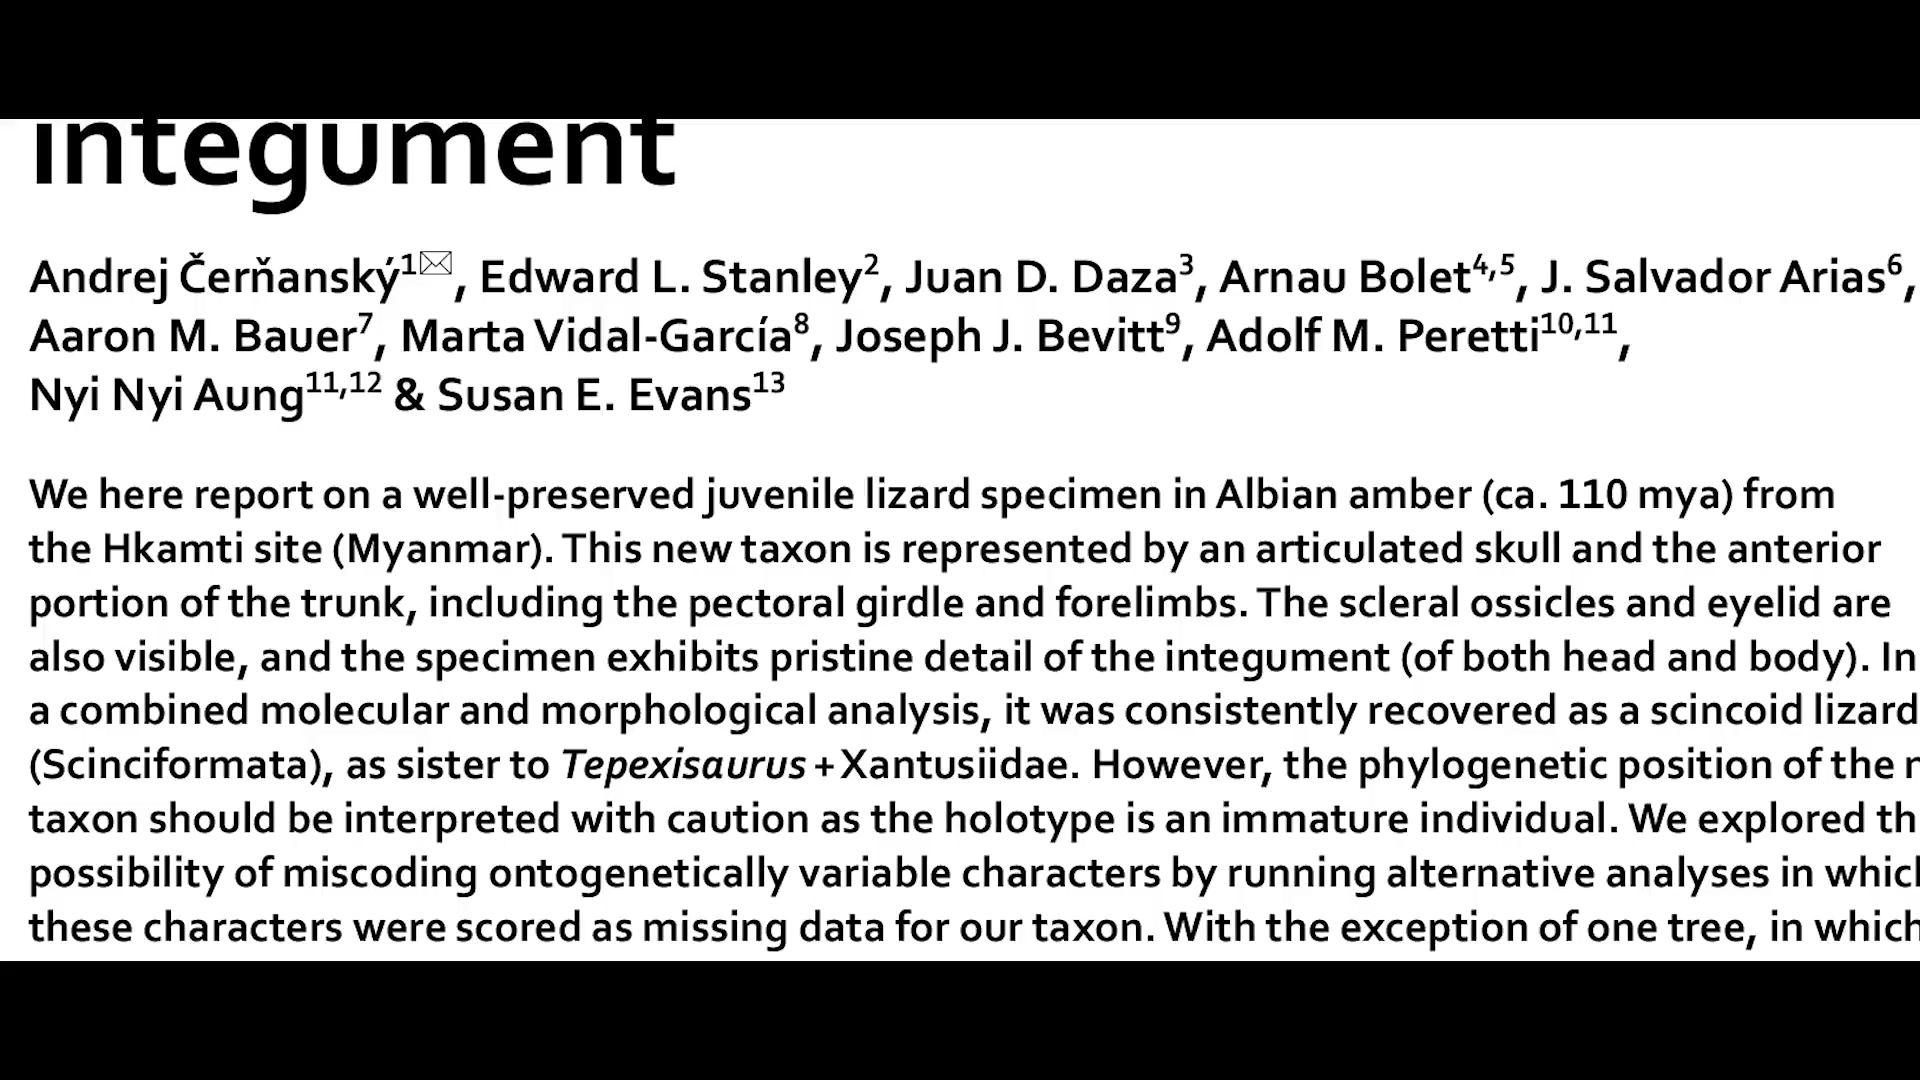 integument
Andrej Čerňanský1✉, Edward L. Stanley2, Juan D. Daza3, Arnau Bolet4,5, J. Salvador Arias6,
Aaron M. Bauer7, Marta Vidal-García8, Joseph J. Bevitt9, Adolf M. Peretti10,11,
Nyi Nyi Aung11,12 & Susan E. Evans13
We here report on a well-preserved juvenile lizard specimen in Albian amber (ca. 110 mya) from
the Hkamti site (Myanmar). This new taxon is represented by an articulated skull and the anterior
portion of the trunk, including the pectoral girdle and forelimbs. The scleral ossicles and eyelid are
also visible, and the specimen exhibits pristine detail of the integument (of both head and body). In
a combined molecular and morphological analysis, it was consistently recovered as a scincoid lizard
(Scinciformata), as sister to Tepexisaurus + Xantusiidae. However, the phylogenetic position of the
taxon should be interpreted with caution as the holotype is an immature individual. We explored
possibility of miscoding ontogenetically variable characters by running alternative analyses in which
these characters were scored as missing data for our taxon. With the exception of one tree, in which